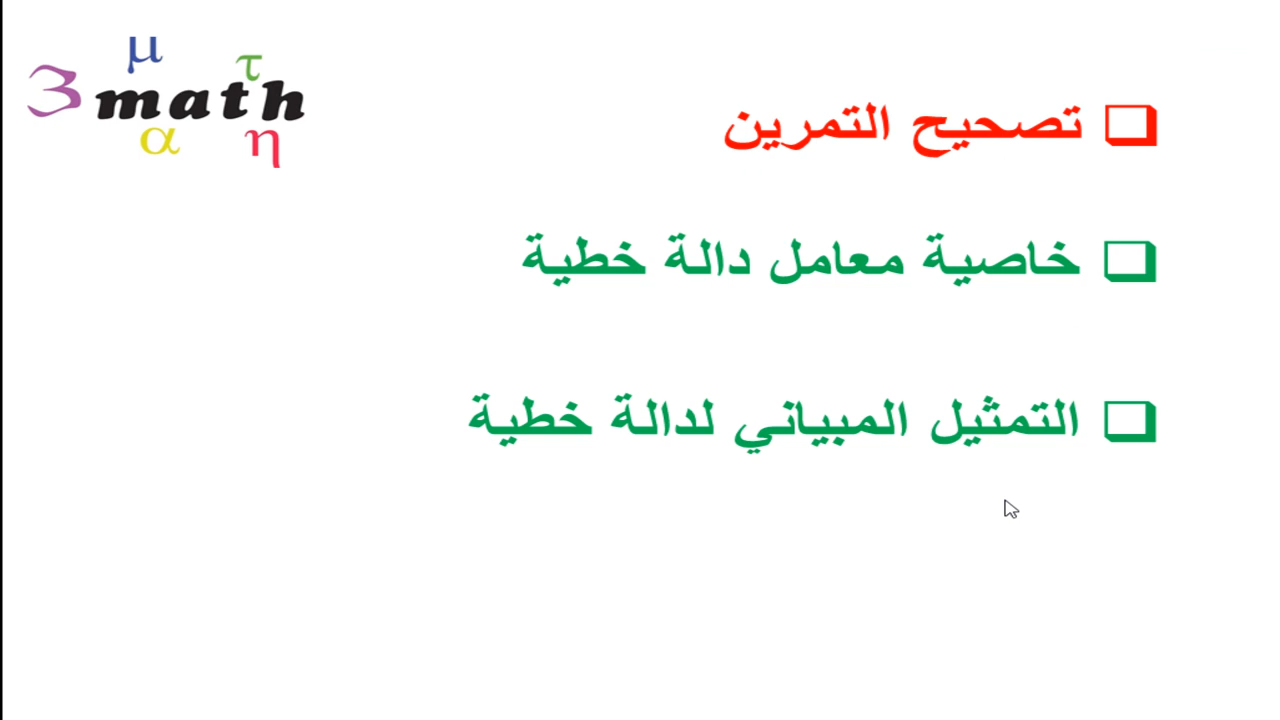 3math
μ τ α η
تصحيح التمرين
خاصية معامل دالة خطية
التمثيل المبياني لدالة خطية